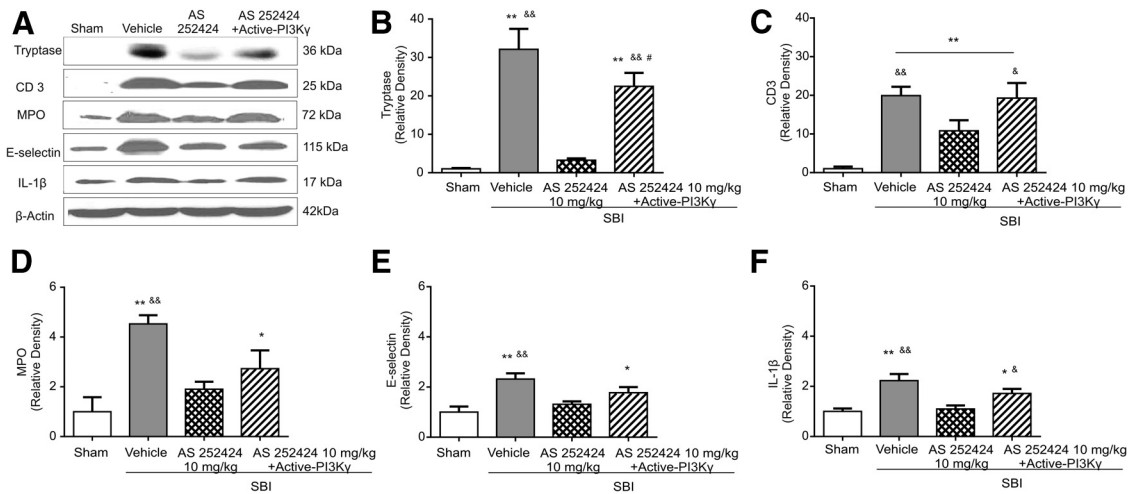 A
Sham Vehicle AS 252424 AS 252424 +Active-PI3Kγ
Tryptase 36 kDa
CD 3 25 kDa
MPO 72 kDa
E-selectin 115 kDa
IL-1β 17 kDa
β-Actin 42kDa
B
Tryptase
(Relative Density)
40
30
20
10
0
** &&
** && #
Sham Vehicle AS 252424 AS 252424 10 mg/kg
10 mg/kg +Active-PI3Kγ
SBI
C
CD3
(Relative Density)
40
30
20
10
0
**
&&
&
Sham Vehicle AS 252424 AS 252424 10 mg/kg
10 mg/kg +Active-PI3Kγ
SBI
D
MPO
(Relative Density)
6
4
2
0
** &&
*
Sham Vehicle AS 252424 AS 252424 10 mg/kg
10 mg/kg +Active-PI3Kγ
SBI
E
E-selectin
(Relative Density)
6
4
2
0
** &&
*
Sham Vehicle AS 252424 AS 252424 10 mg/kg
10 mg/kg +Active-PI3Kγ
SBI
F
IL-1β
(Relative Density)
6
4
2
0
** &&
* &
Sham Vehicle AS 252424 AS 252424 10 mg/kg
10 mg/kg +Active-PI3Kγ
SBI